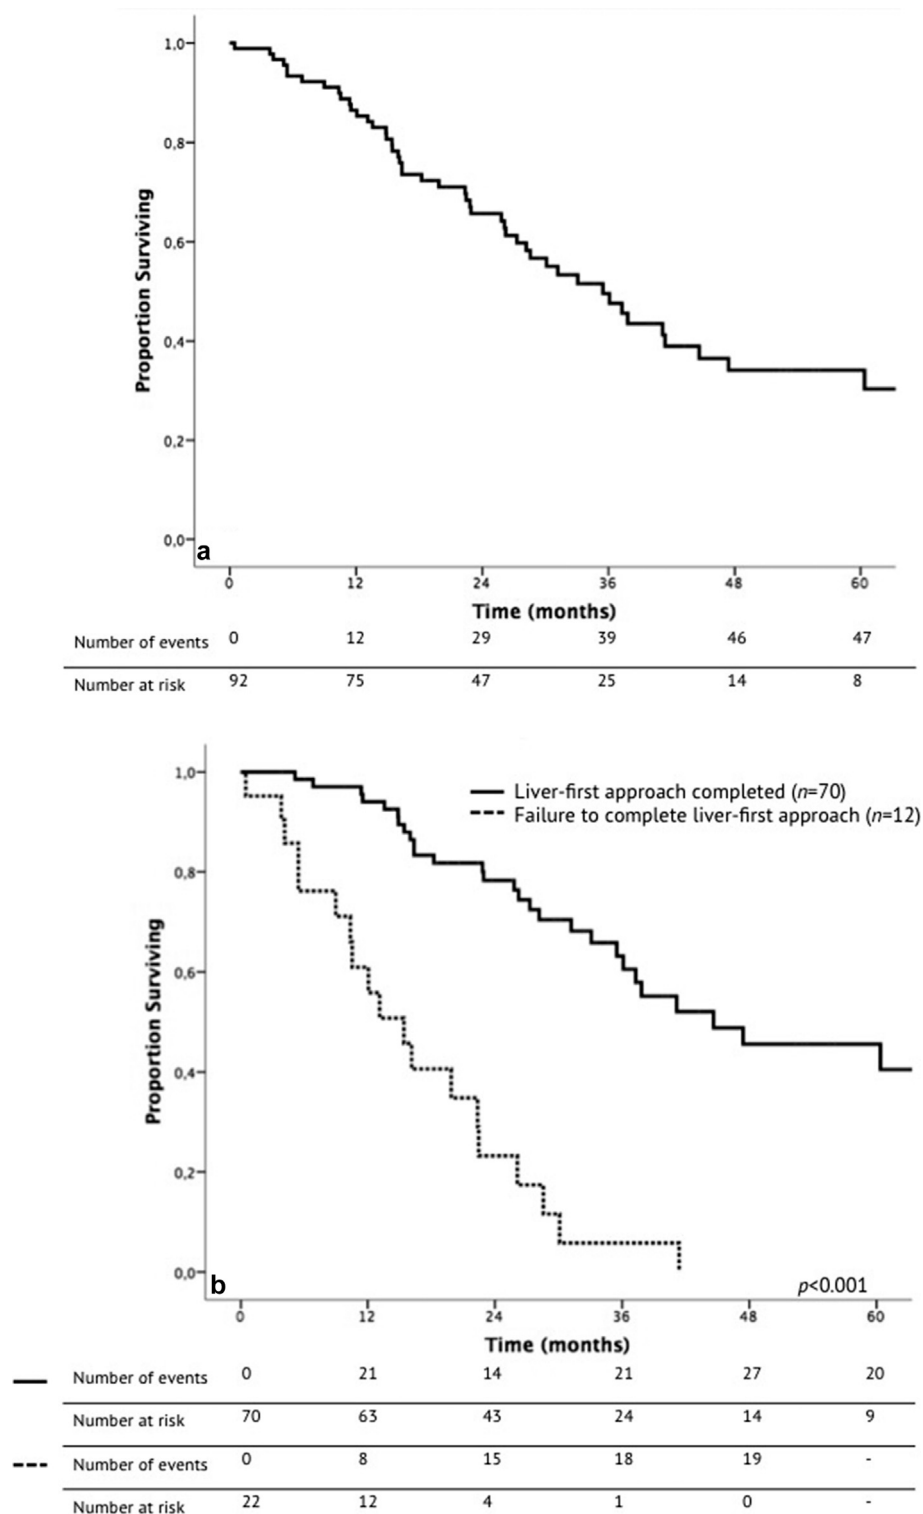 1,0
0,8
0,6
0,4
0,2
0,0
Proportion Surviving
a
0 12 24 36 48 60
Time (months)
Number of events 0 12 29 39 46 47
Number at risk 92 75 47 25 14 8
1,0
0,8
0,6
0,4
0,2
0,0
Proportion Surviving
Liver-first approach completed (n=70)
Failure to complete liver-first approach (n=12)
b
p<0.001
0 12 24 36 48 60
Time (months)
Number of events 0 21 14 21 27 20
Number at risk 70 63 43 24 14 9
Number of events 0 8 15 18 19 -
Number at risk 22 12 4 1 0 -